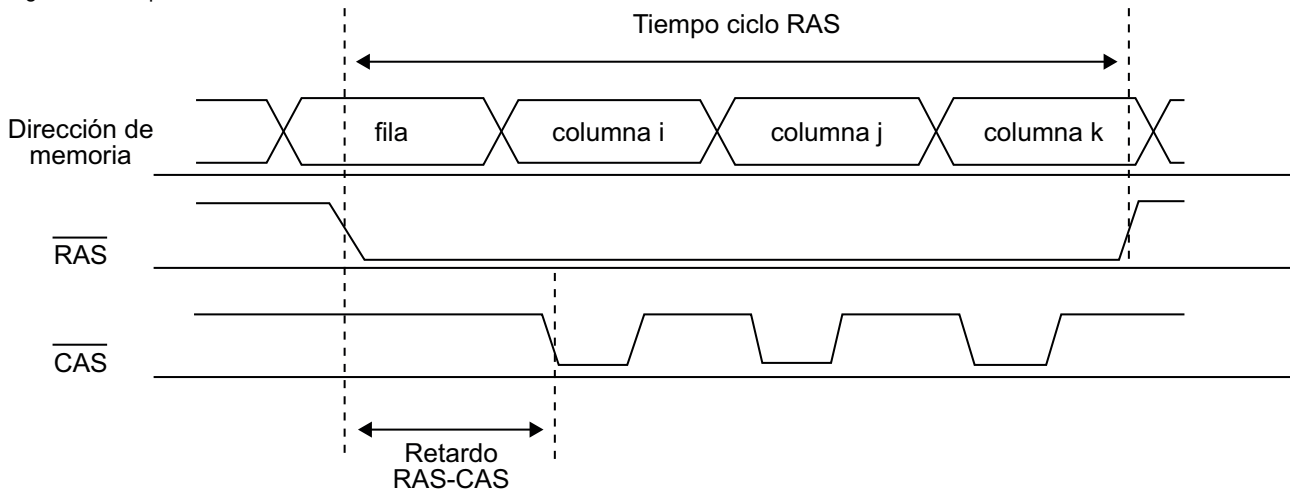 Tiempo ciclo RAS
Dirección de
memoria
fila
columna i
columna j
columna k
RAS
CAS
Retardo
RAS-CAS